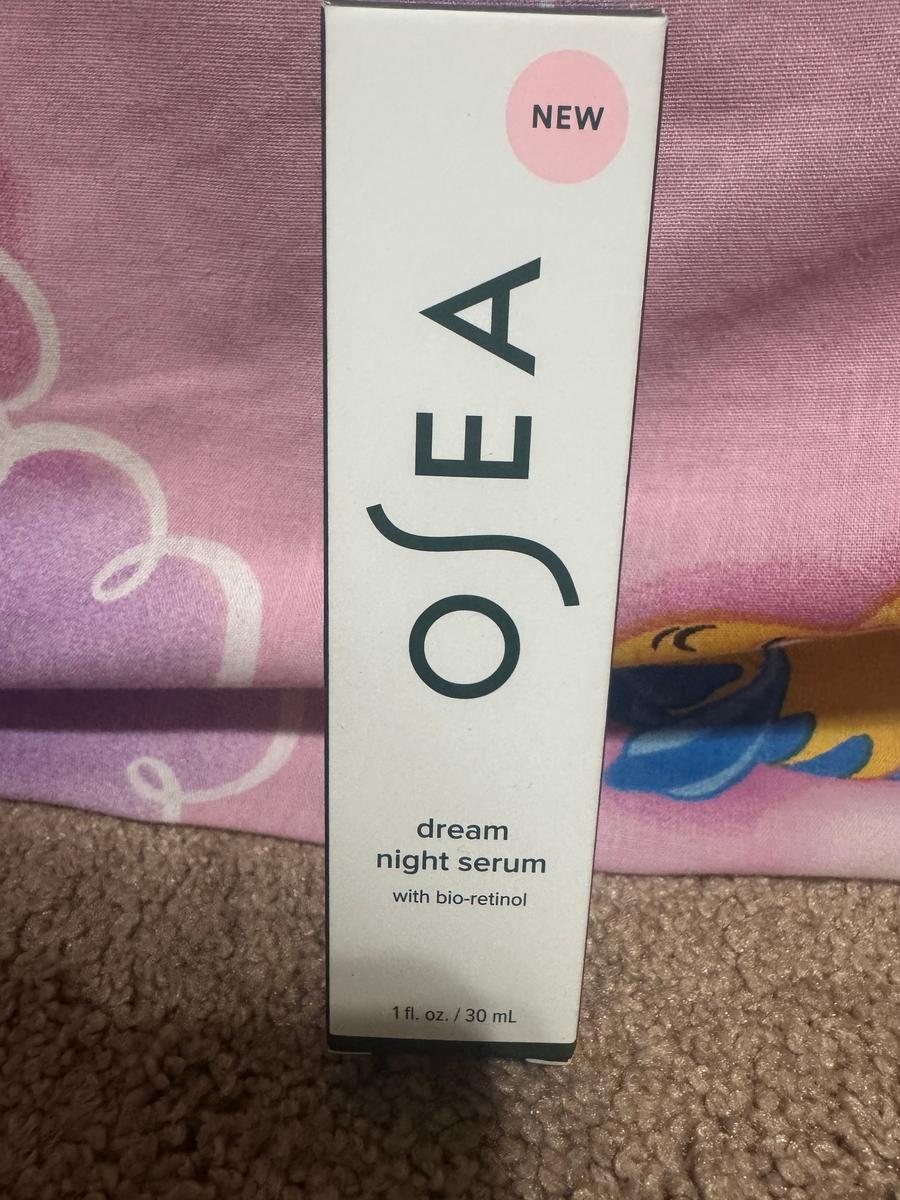 NEW
OSEA
dream
night serum
with bio-retinol
1 fl. oz. / 30 mL